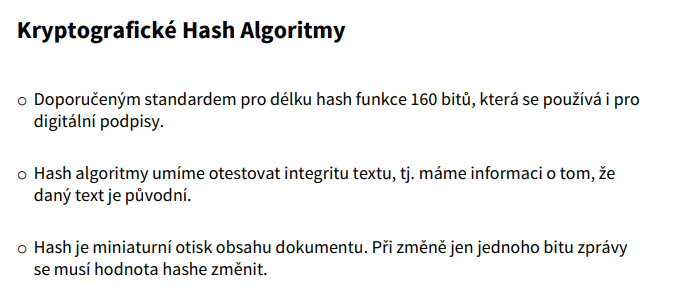 Kryptografické Hash Algoritmy
○ Doporučeným standardem pro délku hash funkce 160 bitů, která se používá i pro
digitální podpisy.
○ Hash algoritmy umíme otestovat integritu textu, tj. máme informaci o tom, že
daný text je původní.
○ Hash je miniaturní otisk obsahu dokumentu. Při změně jen jednoho bitu zprávy
se musí hodnota hashe změnit.